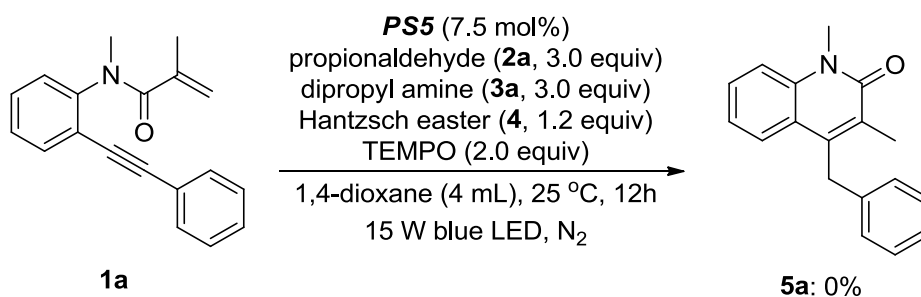 PS5 (7.5 mol%)
propionaldehyde (2a, 3.0 equiv)
dipropyl amine (3a, 3.0 equiv)
Hantzsch easter (4, 1.2 equiv)
TEMPO (2.0 equiv)
1,4-dioxane (4 mL), 25 °C, 12h
15 W blue LED, N₂
N
O
1a
N
O
5a: 0%